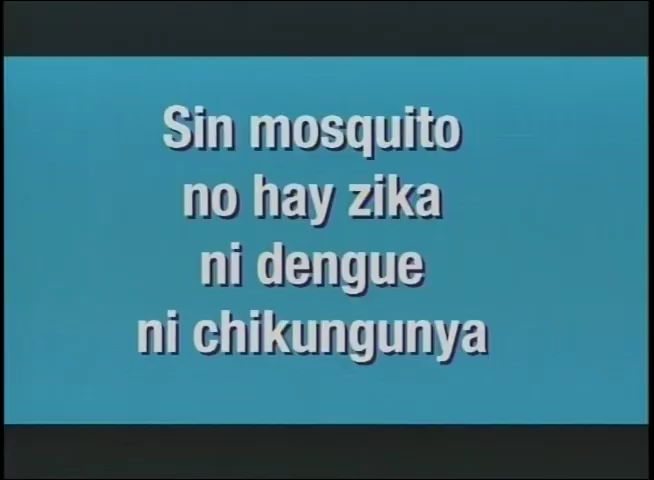 Sin mosquito
no hay zika
ni dengue
ni chikungunya